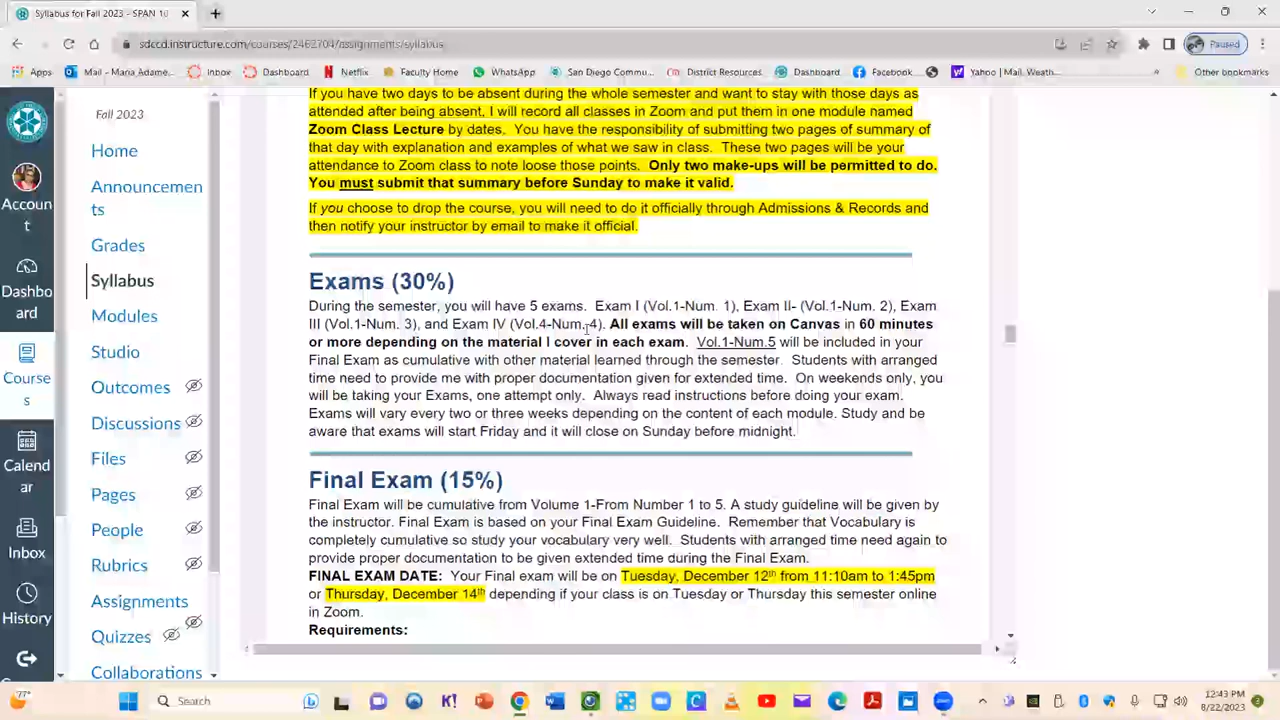 Syllabus for Fall 2023 - SPAN 10
sdccd.instructure.com/courses/2462704/assignments/syllabus
Paused
Apps
Mail - Maria Adame...
Inbox
Dashboard
Netflix
Faculty Home
WhatsApp
San Diego Commu...
District Resources
Dashboard
Facebook
Yahoo | Mail, Weath...
»
Other bookmarks
Accoun
t
Dashbo
ard
Course
s
Calend
ar
Inbox
History
Fall 2023
Home
Announcemen
ts
Grades
Syllabus
Modules
Studio
Outcomes
Discussions
Files
Pages
People
Rubrics
Assignments
Quizzes
Collaborations
If you have two days to be absent during the whole semester and want to stay with those days as
attended after being absent, I will record all classes in Zoom and put them in one module named
Zoom Class Lecture by dates. You have the responsibility of submitting two pages of summary of
that day with explanation and examples of what we saw in class. These two pages will be your
attendance to Zoom class to note loose those points. Only two make-ups will be permitted to do.
You must submit that summary before Sunday to make it valid.
If you choose to drop the course, you will need to do it officially through Admissions & Records and
then notify your instructor by email to make it official.
Exams (30%)
During the semester, you will have 5 exams. Exam I (Vol.1-Num. 1), Exam II- (Vol.1-Num. 2), Exam
III (Vol.1-Num. 3), and Exam IV (Vol.4-Num. 4). All exams will be taken on Canvas in 60 minutes
or more depending on the material I cover in each exam. Vol.1-Num.5 will be included in your
Final Exam as cumulative with other material learned through the semester. Students with arranged
time need to provide me with proper documentation given for extended time. On weekends only, you
will be taking your Exams, one attempt only. Always read instructions before doing your exam.
Exams will vary every two or three weeks depending on the content of each module. Study and be
aware that exams will start Friday and it will close on Sunday before midnight.
Final Exam (15%)
Final Exam will be cumulative from Volume 1-From Number 1 to 5. A study guideline will be given by
the instructor. Final Exam is based on your Final Exam Guideline. Remember that Vocabulary is
completely cumulative so study your vocabulary very well. Students with arranged time need again to
provide proper documentation to be given extended time during the Final Exam.
FINAL EXAM DATE: Your Final exam will be on Tuesday, December 12th from 11:10am to 1:45pm
or Thursday, December 14th depending if your class is on Tuesday or Thursday this semester online
in Zoom.
Requirements:
77°
Search
K!
12:43 PM
8/22/2023